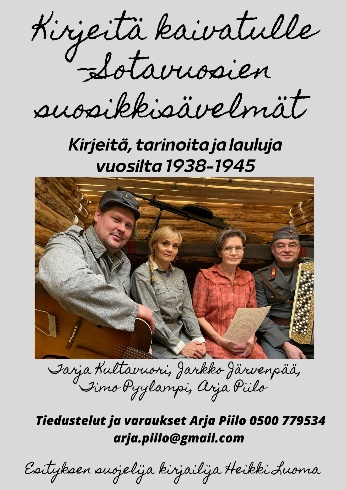 Kirjeitä kaivatulle
-Sotavuosien
suosikkisävelmät
Kirjeitä, tarinoita ja lauluja
vuosilta 1938-1945
Tarja Kultavuori, Jarkko Järvenpää,
Timo Pyylampi, Arja Piilo
Tiedustelut ja varaukset Arja Piilo 0500 779534
arja.piilo@gmail.com
Esityksen suojelija kirjailija Heikki Luoma